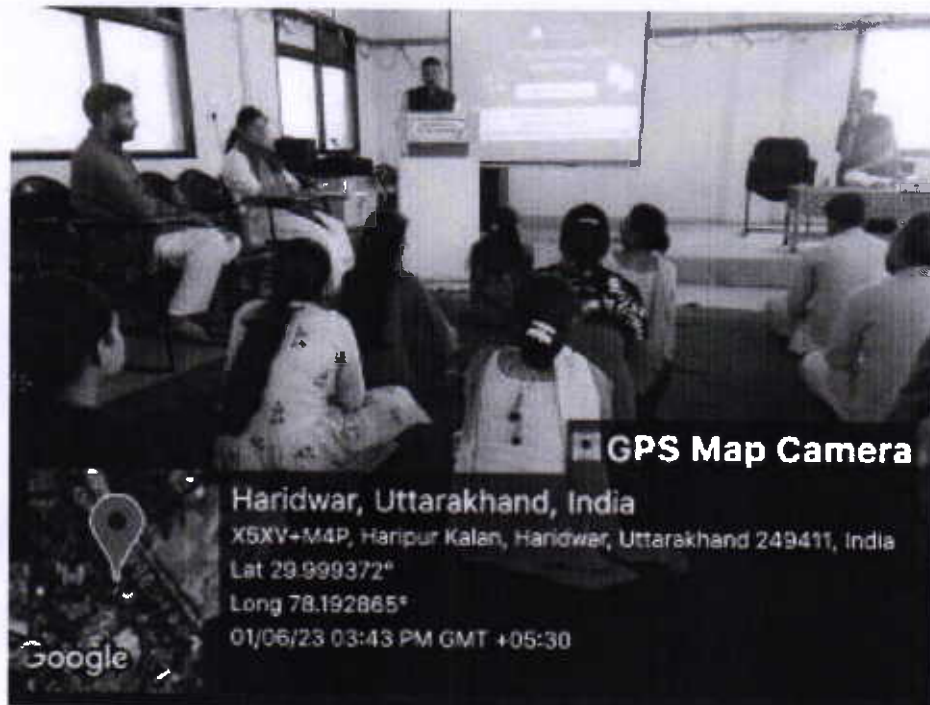 GPS Map Camera
Haridwar, Uttarakhand, India
X5XV+M4P, Haripur Kalan, Haridwar, Uttarakhand 249411, India
Lat 29.999372°
Long 78.192865°
01/06/23 03:43 PM GMT +05:30
Google